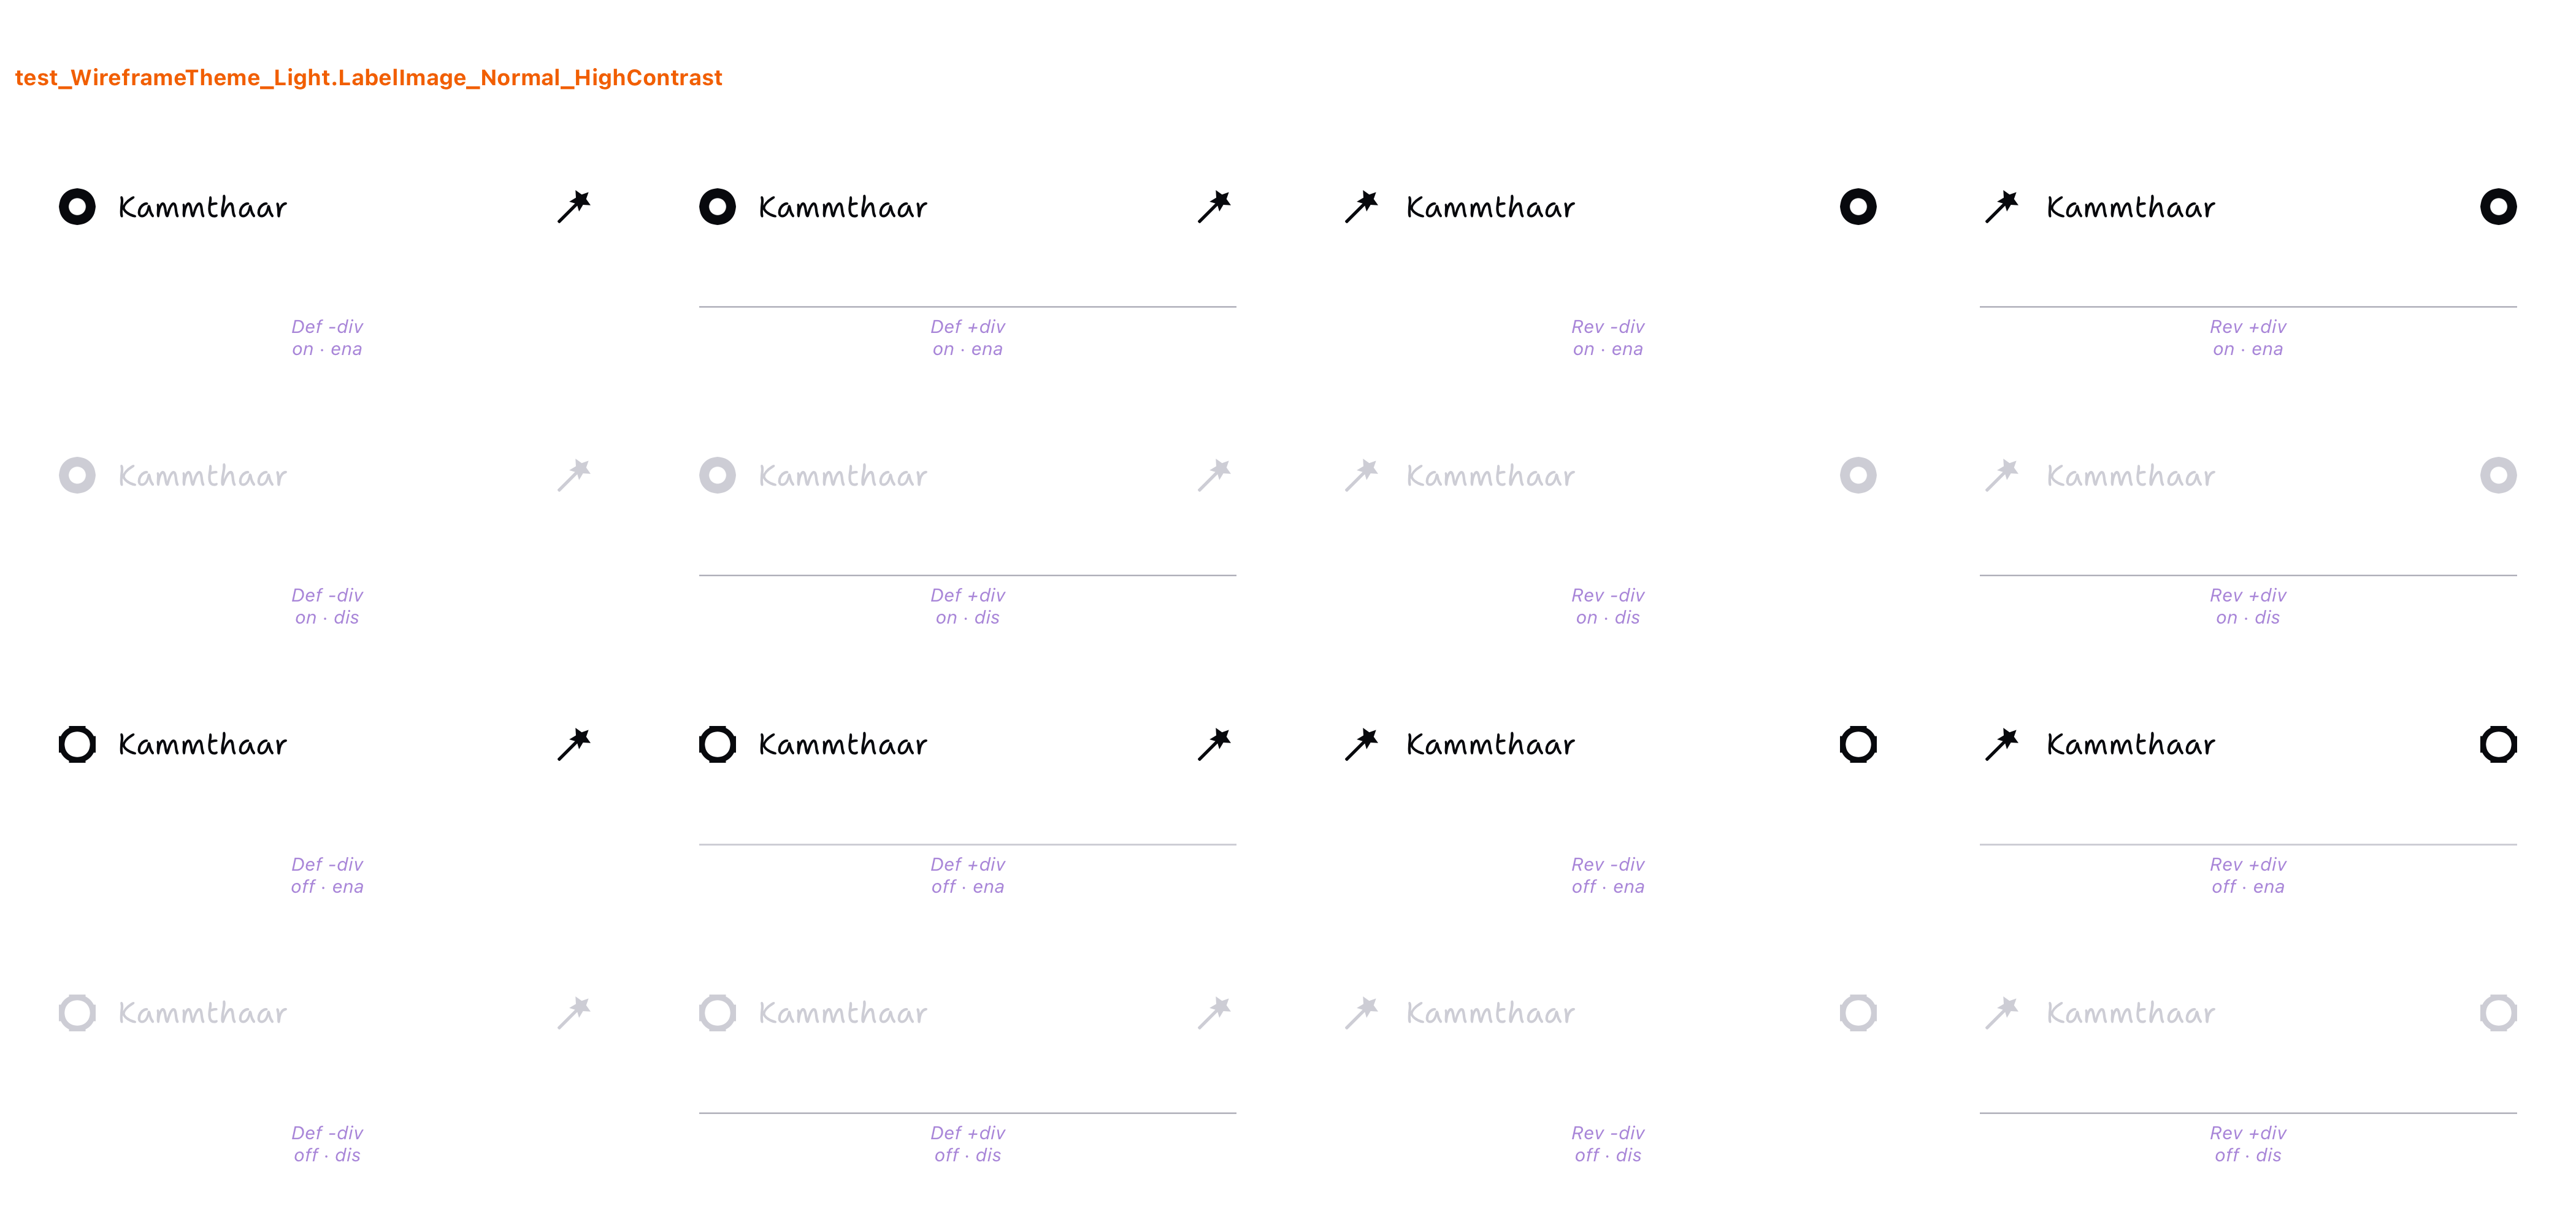 test_WireframeTheme_Light.LabelImage_Normal_HighContrast
Kammthaar
Kammthaar
Kammthaar
Kammthaar
Def -div
on · ena
Def +div
on · ena
Rev -div
on · ena
Rev +div
on · ena
Kammthaar
Kammthaar
Kammthaar
Kammthaar
Def -div
on · dis
Def +div
on · dis
Rev -div
on · dis
Rev +div
on · dis
Kammthaar
Kammthaar
Kammthaar
Kammthaar
Def -div
off · ena
Def +div
off · ena
Rev -div
off · ena
Rev +div
off · ena
Kammthaar
Kammthaar
Kammthaar
Kammthaar
Def -div
off · dis
Def +div
off · dis
Rev -div
off · dis
Rev +div
off · dis